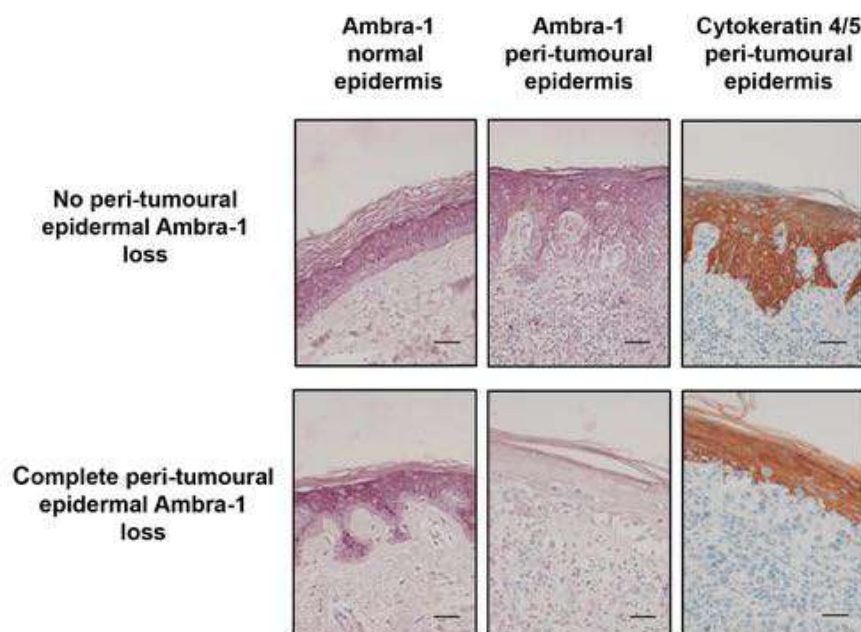 Ambra-1
normal
epidermis
Ambra-1
peri-tumoural
epidermis
Cytokeratin 4/5
peri-tumoural
epidermis
No peri-tumoural
epidermal Ambra-1
loss
Complete peri-tumoural
epidermal Ambra-1
loss